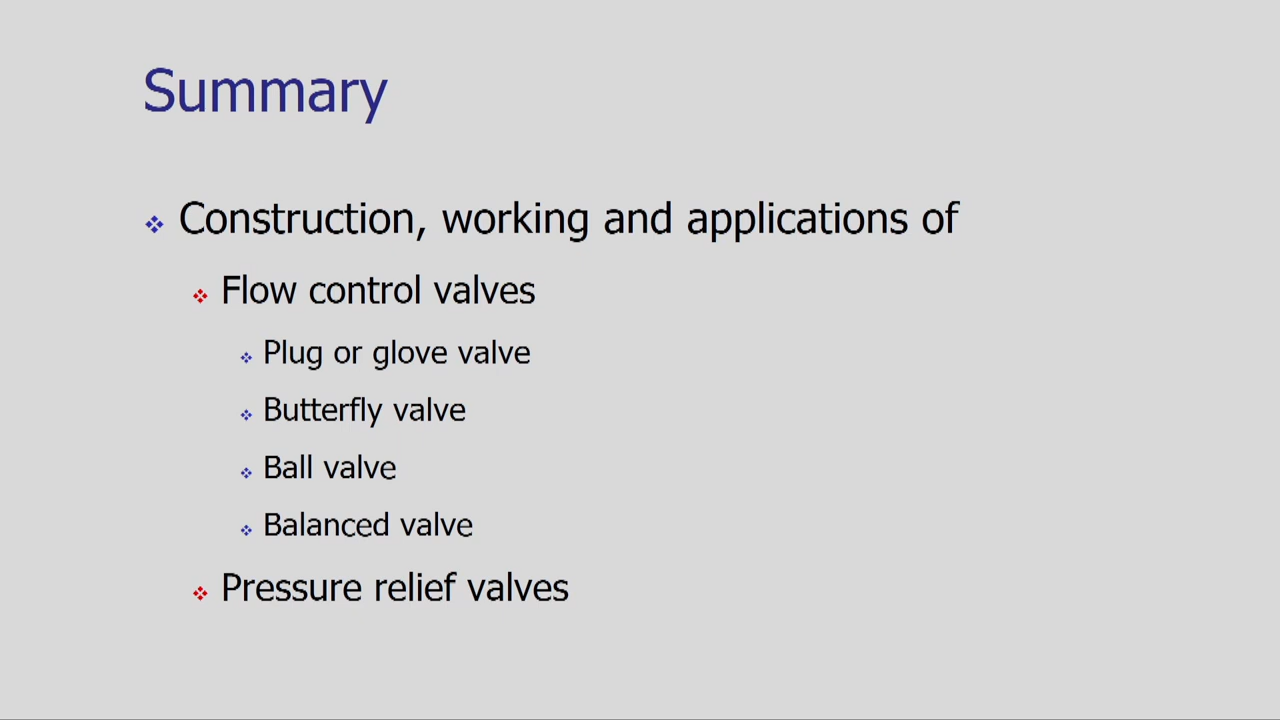 Summary
Construction, working and applications of
Flow control valves
Plug or glove valve
Butterfly valve
Ball valve
Balanced valve
Pressure relief valves